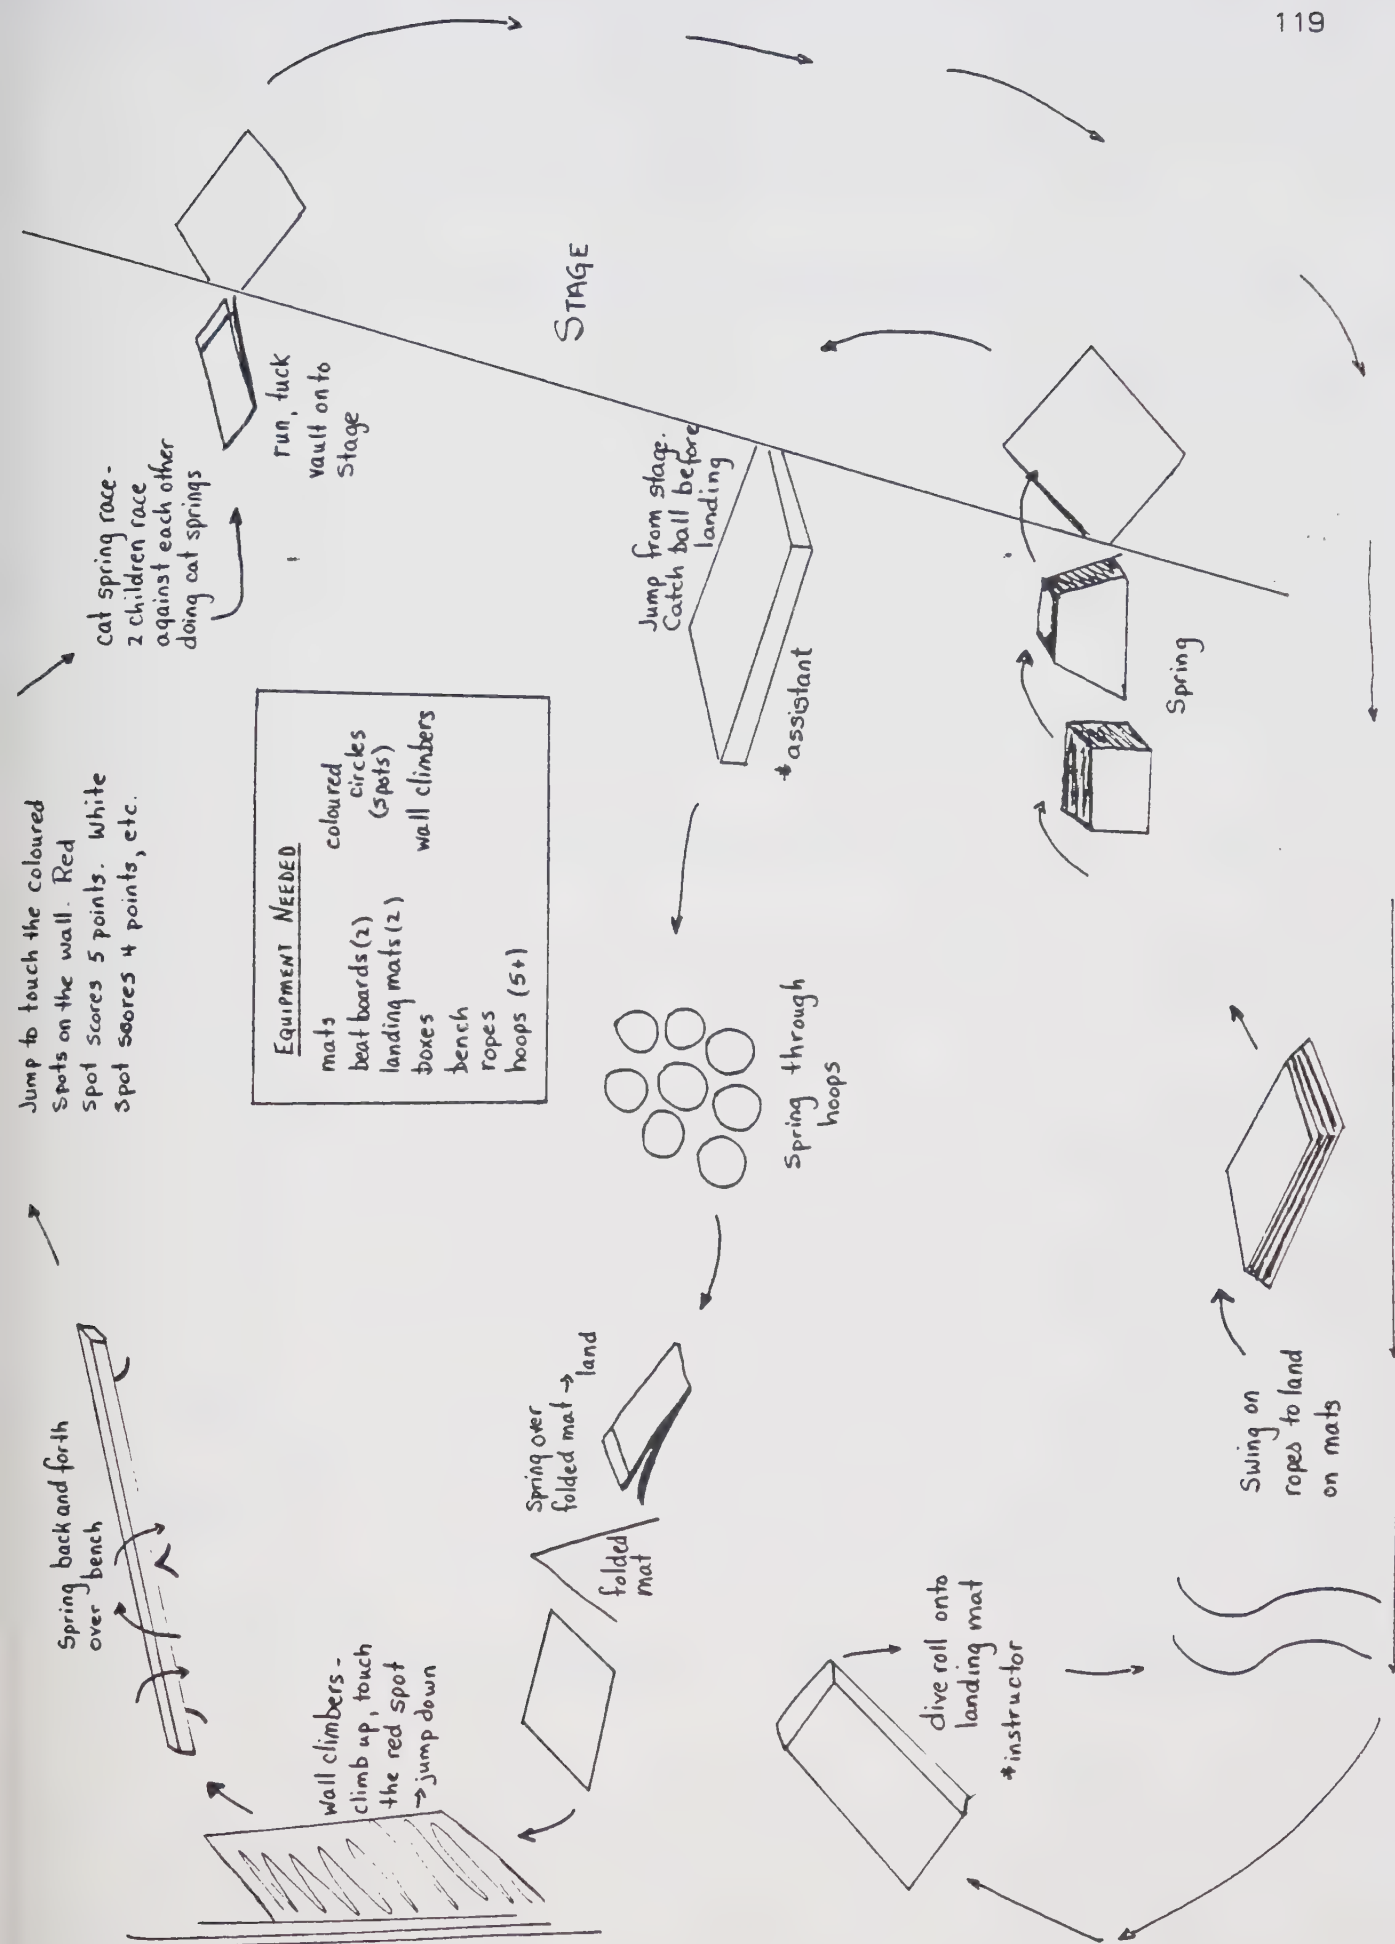 119
Jump to touch the coloured
spots on the wall. Red
spot scores 5 points. White
spot scores 4 points, etc.
cat spring race-
2 children race
against each other
doing cat springs
run, tuck
vault onto
stage
STAGE
Spring back and forth
over bench
EQUIPMENT NEEDED
mats
beatboards (2)
landing mats (2)
boxes
bench
ropes
hoops (5+)
coloured
circles
(spots)
wall climbers
Jump from stage.
Catch ball before
landing
*assistant
Wall climbers-
climb up, touch
the red spot
→ jump down
Spring over
folded mat → land
folded
mat
Spring through
hoops
Spring
dive roll onto
landing mat
*instructor
Swing on
ropes to land
on mats